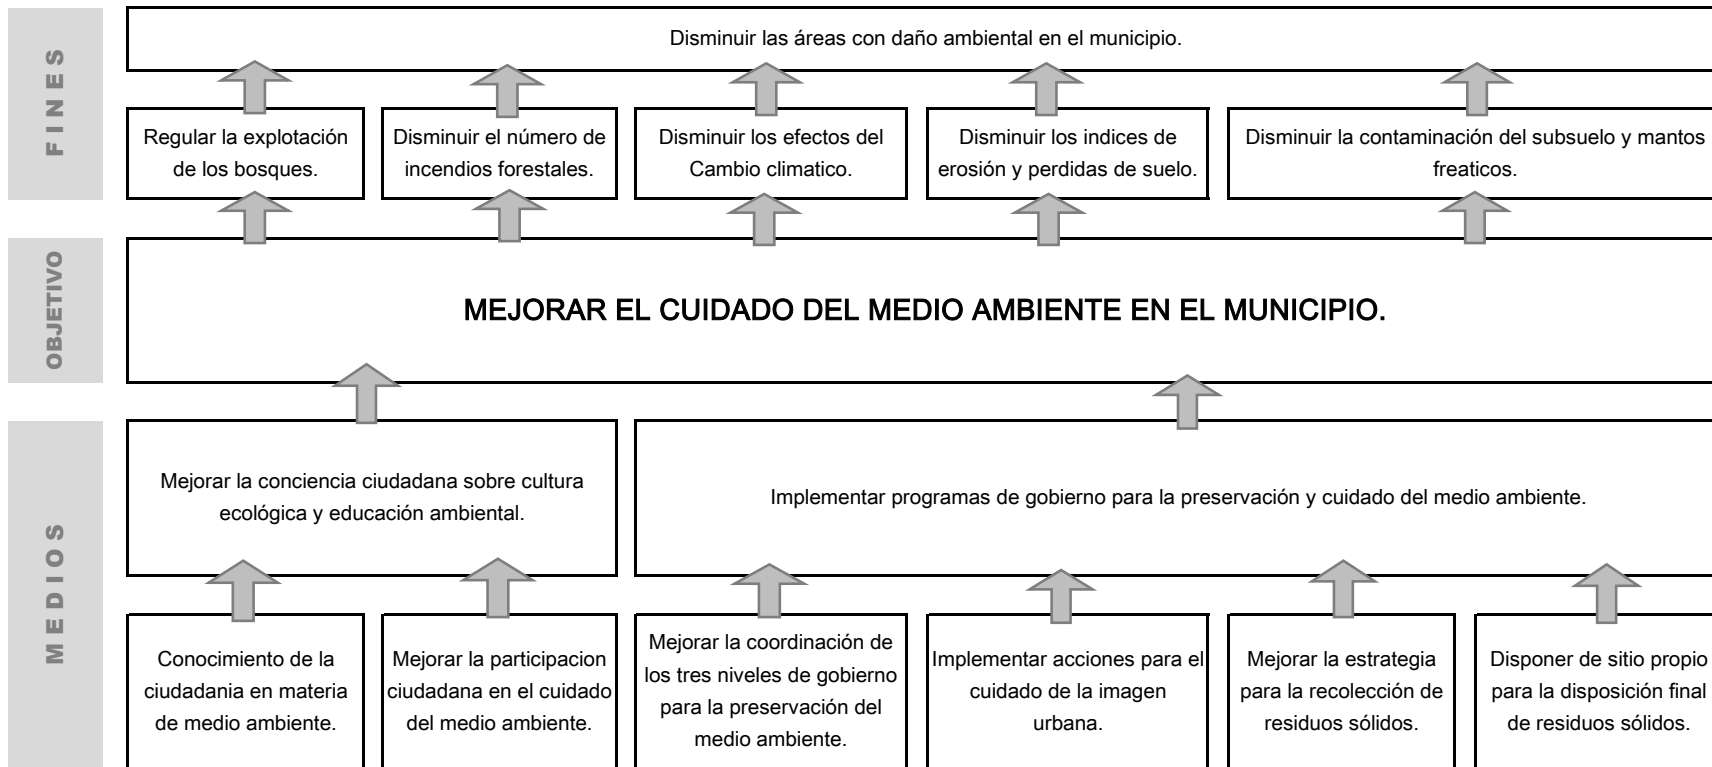 FINES
Disminuir las áreas con daño ambiental en el municipio.
Regular la explotación
de los bosques.
Disminuir el número de
incendios forestales.
Disminuir los efectos del
Cambio climatico.
Disminuir los indices de
erosión y perdidas de suelo.
Disminuir la contaminación del subsuelo y mantos
freaticos.
OBJETIVO
MEJORAR EL CUIDADO DEL MEDIO AMBIENTE EN EL MUNICIPIO.
MEDIOS
Mejorar la conciencia ciudadana sobre cultura
ecológica y educación ambiental.
Implementar programas de gobierno para la preservación y cuidado del medio ambiente.
Conocimiento de la
ciudadania en materia
de medio ambiente.
Mejorar la participacion
ciudadana en el cuidado
del medio ambiente.
Mejorar la coordinación de
los tres niveles de gobierno
para la preservación del
medio ambiente.
Implementar acciones para el
cuidado de la imagen
urbana.
Mejorar la estrategia
para la recolección de
residuos sólidos.
Disponer de sitio propio
para la disposición final
de residuos sólidos.